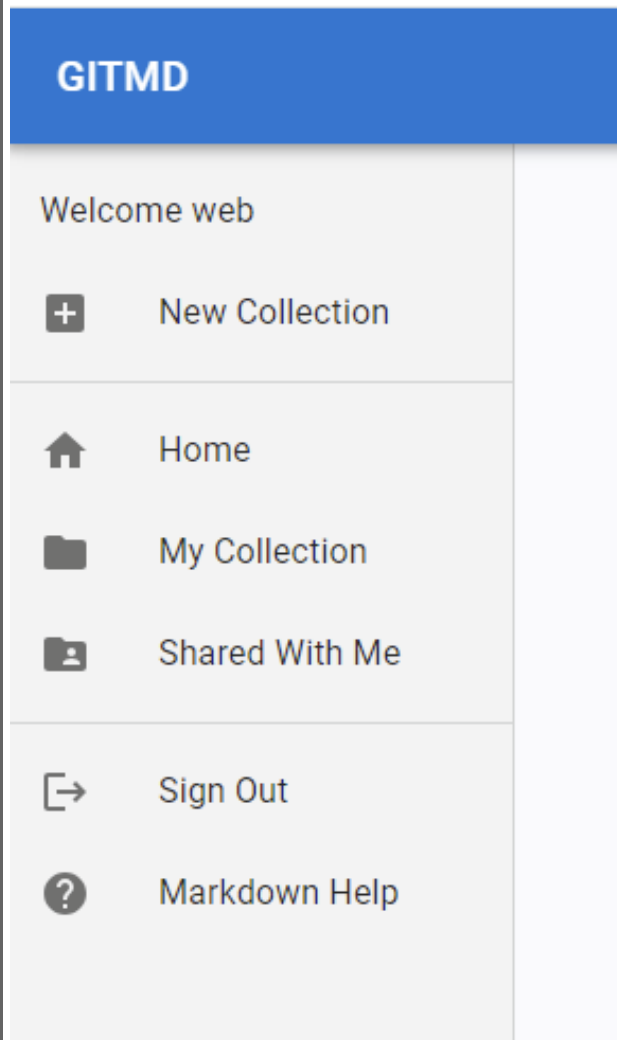 GITMD
Welcome web
New Collection
Home
My Collection
Shared With Me
Sign Out
Markdown Help